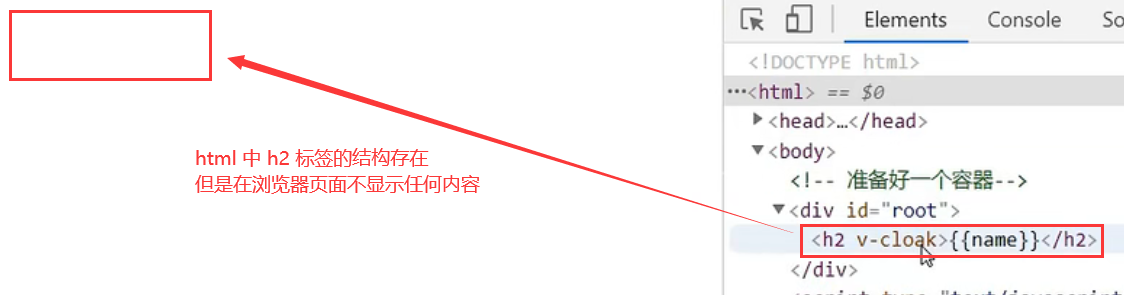 Elements Console So
<!DOCTYPE html>
•••<html> == $0
<head>…</head>
<body>
<!-- 准备好一个容器-->
<div id="root">
<h2 v-cloak>{{name}}</h2>
</div>
html 中 h2 标签的结构存在
但是在浏览器页面不显示任何内容